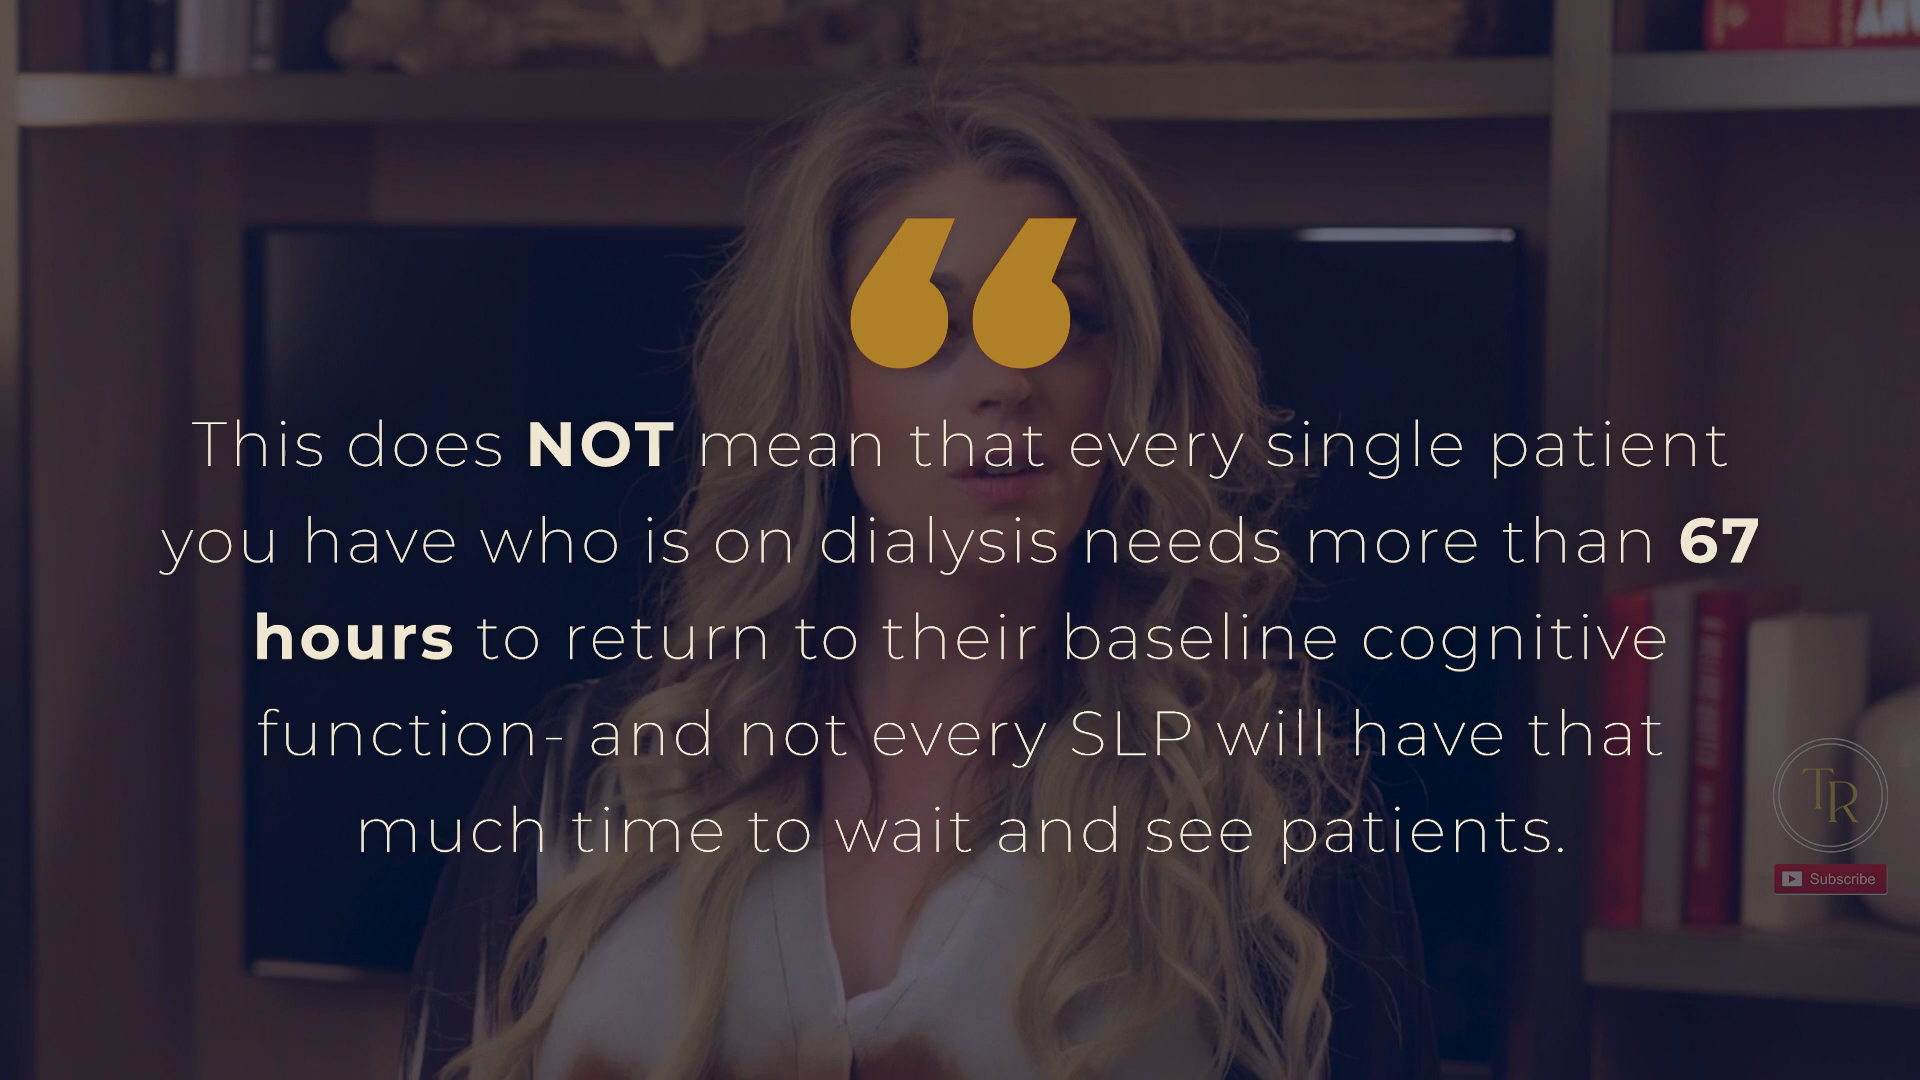 “
This does NOT mean that every single patient
you have who is on dialysis needs more than 67
hours to return to their baseline cognitive
function- and not every SLP will have that
much time to wait and see patients.
TR
Subscribe